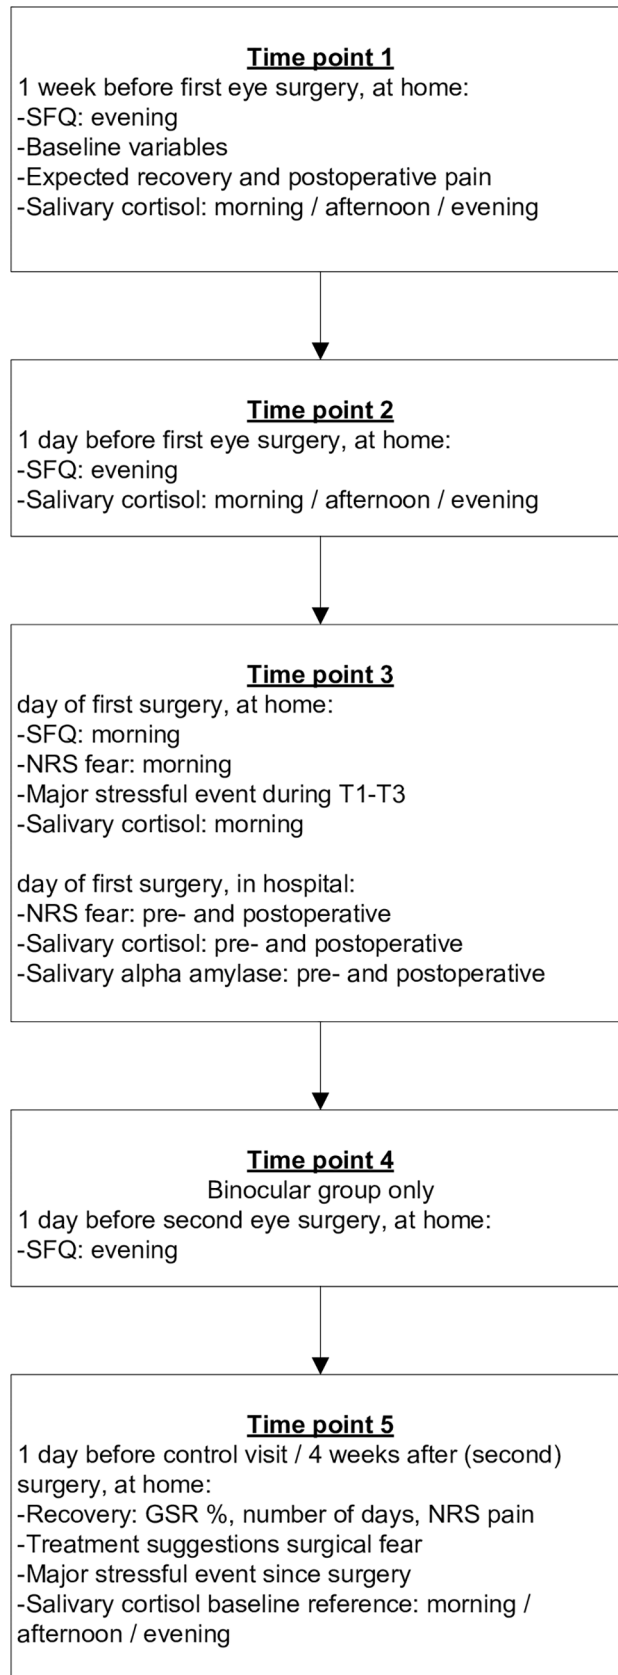 Time point 1
1 week before first eye surgery, at home:
-SFQ: evening
-Baseline variables
-Expected recovery and postoperative pain
-Salivary cortisol: morning / afternoon / evening
Time point 2
1 day before first eye surgery, at home:
-SFQ: evening
-Salivary cortisol: morning / afternoon / evening
Time point 3
day of first surgery, at home:
-SFQ: morning
-NRS fear: morning
-Major stressful event during T1-T3
-Salivary cortisol: morning
day of first surgery, in hospital:
-NRS fear: pre- and postoperative
-Salivary cortisol: pre- and postoperative
-Salivary alpha amylase: pre- and postoperative
Time point 4
Binocular group only
1 day before second eye surgery, at home:
-SFQ: evening
Time point 5
1 day before control visit / 4 weeks after (second)
surgery, at home:
-Recovery: GSR %, number of days, NRS pain
-Treatment suggestions surgical fear
-Major stressful event since surgery
-Salivary cortisol baseline reference: morning /
afternoon / evening